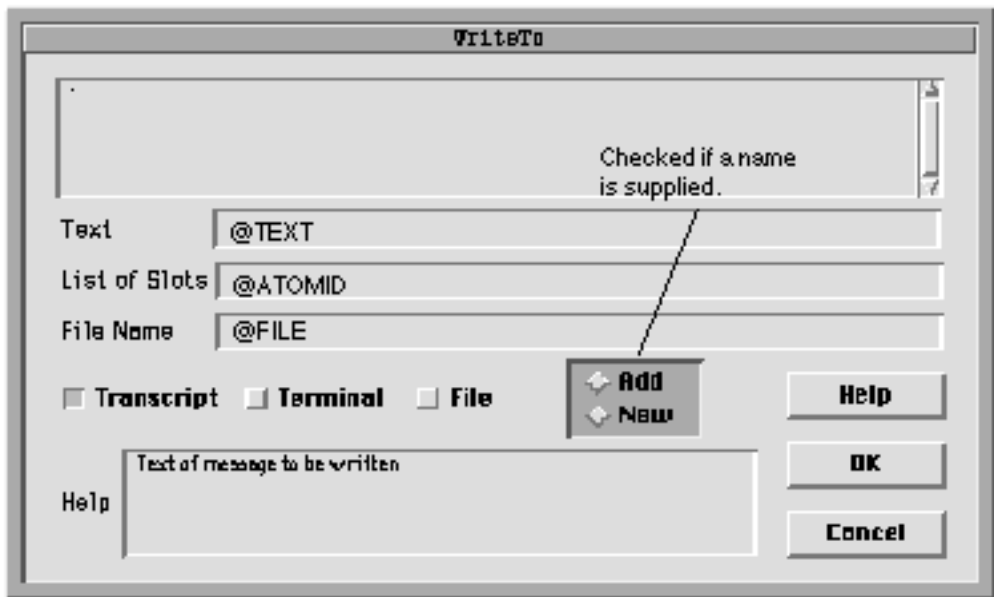 WriteTo
Checked if a name
is supplied.
Text @TEXT
List of Slots @ATOMID
File Name @FILE
Transcript Terminal File Add
New
Help
Text of message to be written
OK
Help
Cancel